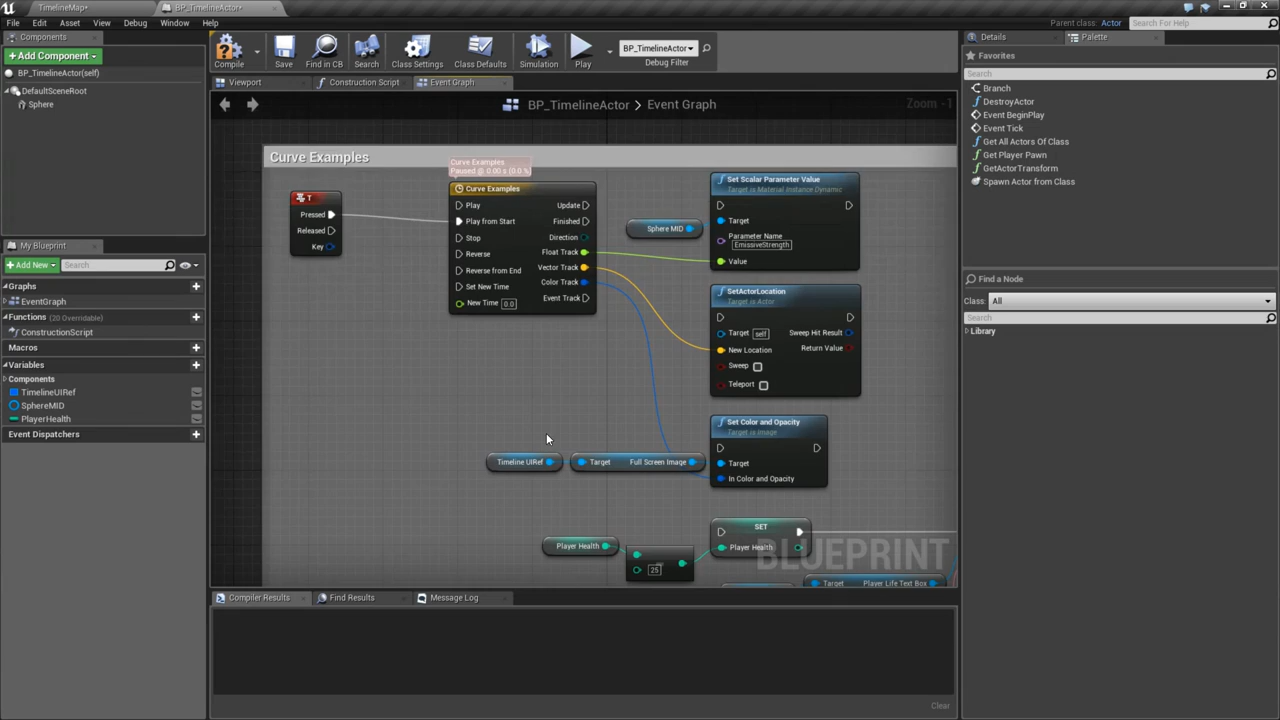 TimelineMap*
BP_TimelineActor*
File Edit Asset View Debug Window Help
Parent class: Actor
Search For Help
Components
+Add Component
BP_TimelineActor(self)
DefaultSceneRoot
Sphere
Compile
Save
Find in CB
Search
Class Settings
Class Defaults
Simulation
Play
BP_TimelineActor
Debug Filter
Details
Palette
Favorites
Search
Branch
DestroyActor
Event BeginPlay
Event Tick
Get All Actors Of Class
Get Player Pawn
GetActorTransform
Spawn Actor from Class
Find a Node
Class: All
Search
Library
Viewport
Construction Script
Event Graph
BP_TimelineActor > Event Graph
Zoom -1
My Blueprint
+Add New
Search
Graphs
EventGraph
Functions (20 Overridable)
ConstructionScript
Macros
Variables
Components
TimelineUIRef
SphereMID
PlayerHealth
Event Dispatchers
Curve Examples
T
Pressed
Released
Key
Curve Examples
Paused @ 0.00 s (0.0 %)
Curve Examples
Play
Play from Start
Stop
Reverse
Reverse from End
Set New Time
New Time 0.0
Update
Finished
Direction
Float Track
Vector Track
Color Track
Event Track
Sphere MID
Set Scalar Parameter Value
Target is Material Instance Dynamic
Target
Parameter Name
EmissiveStrength
Value
SetActorLocation
Target is Actor
Target self
New Location
Sweep
Teleport
Sweep Hit Result
Return Value
Timeline UIRef
Target Full Screen Image
Set Color and Opacity
Target is Image
Target
In Color and Opacity
Player Health
25
SET
Player Health
Target Player Life Text Box
BLUEPRINT
Compiler Results
Find Results
Message Log
Clear